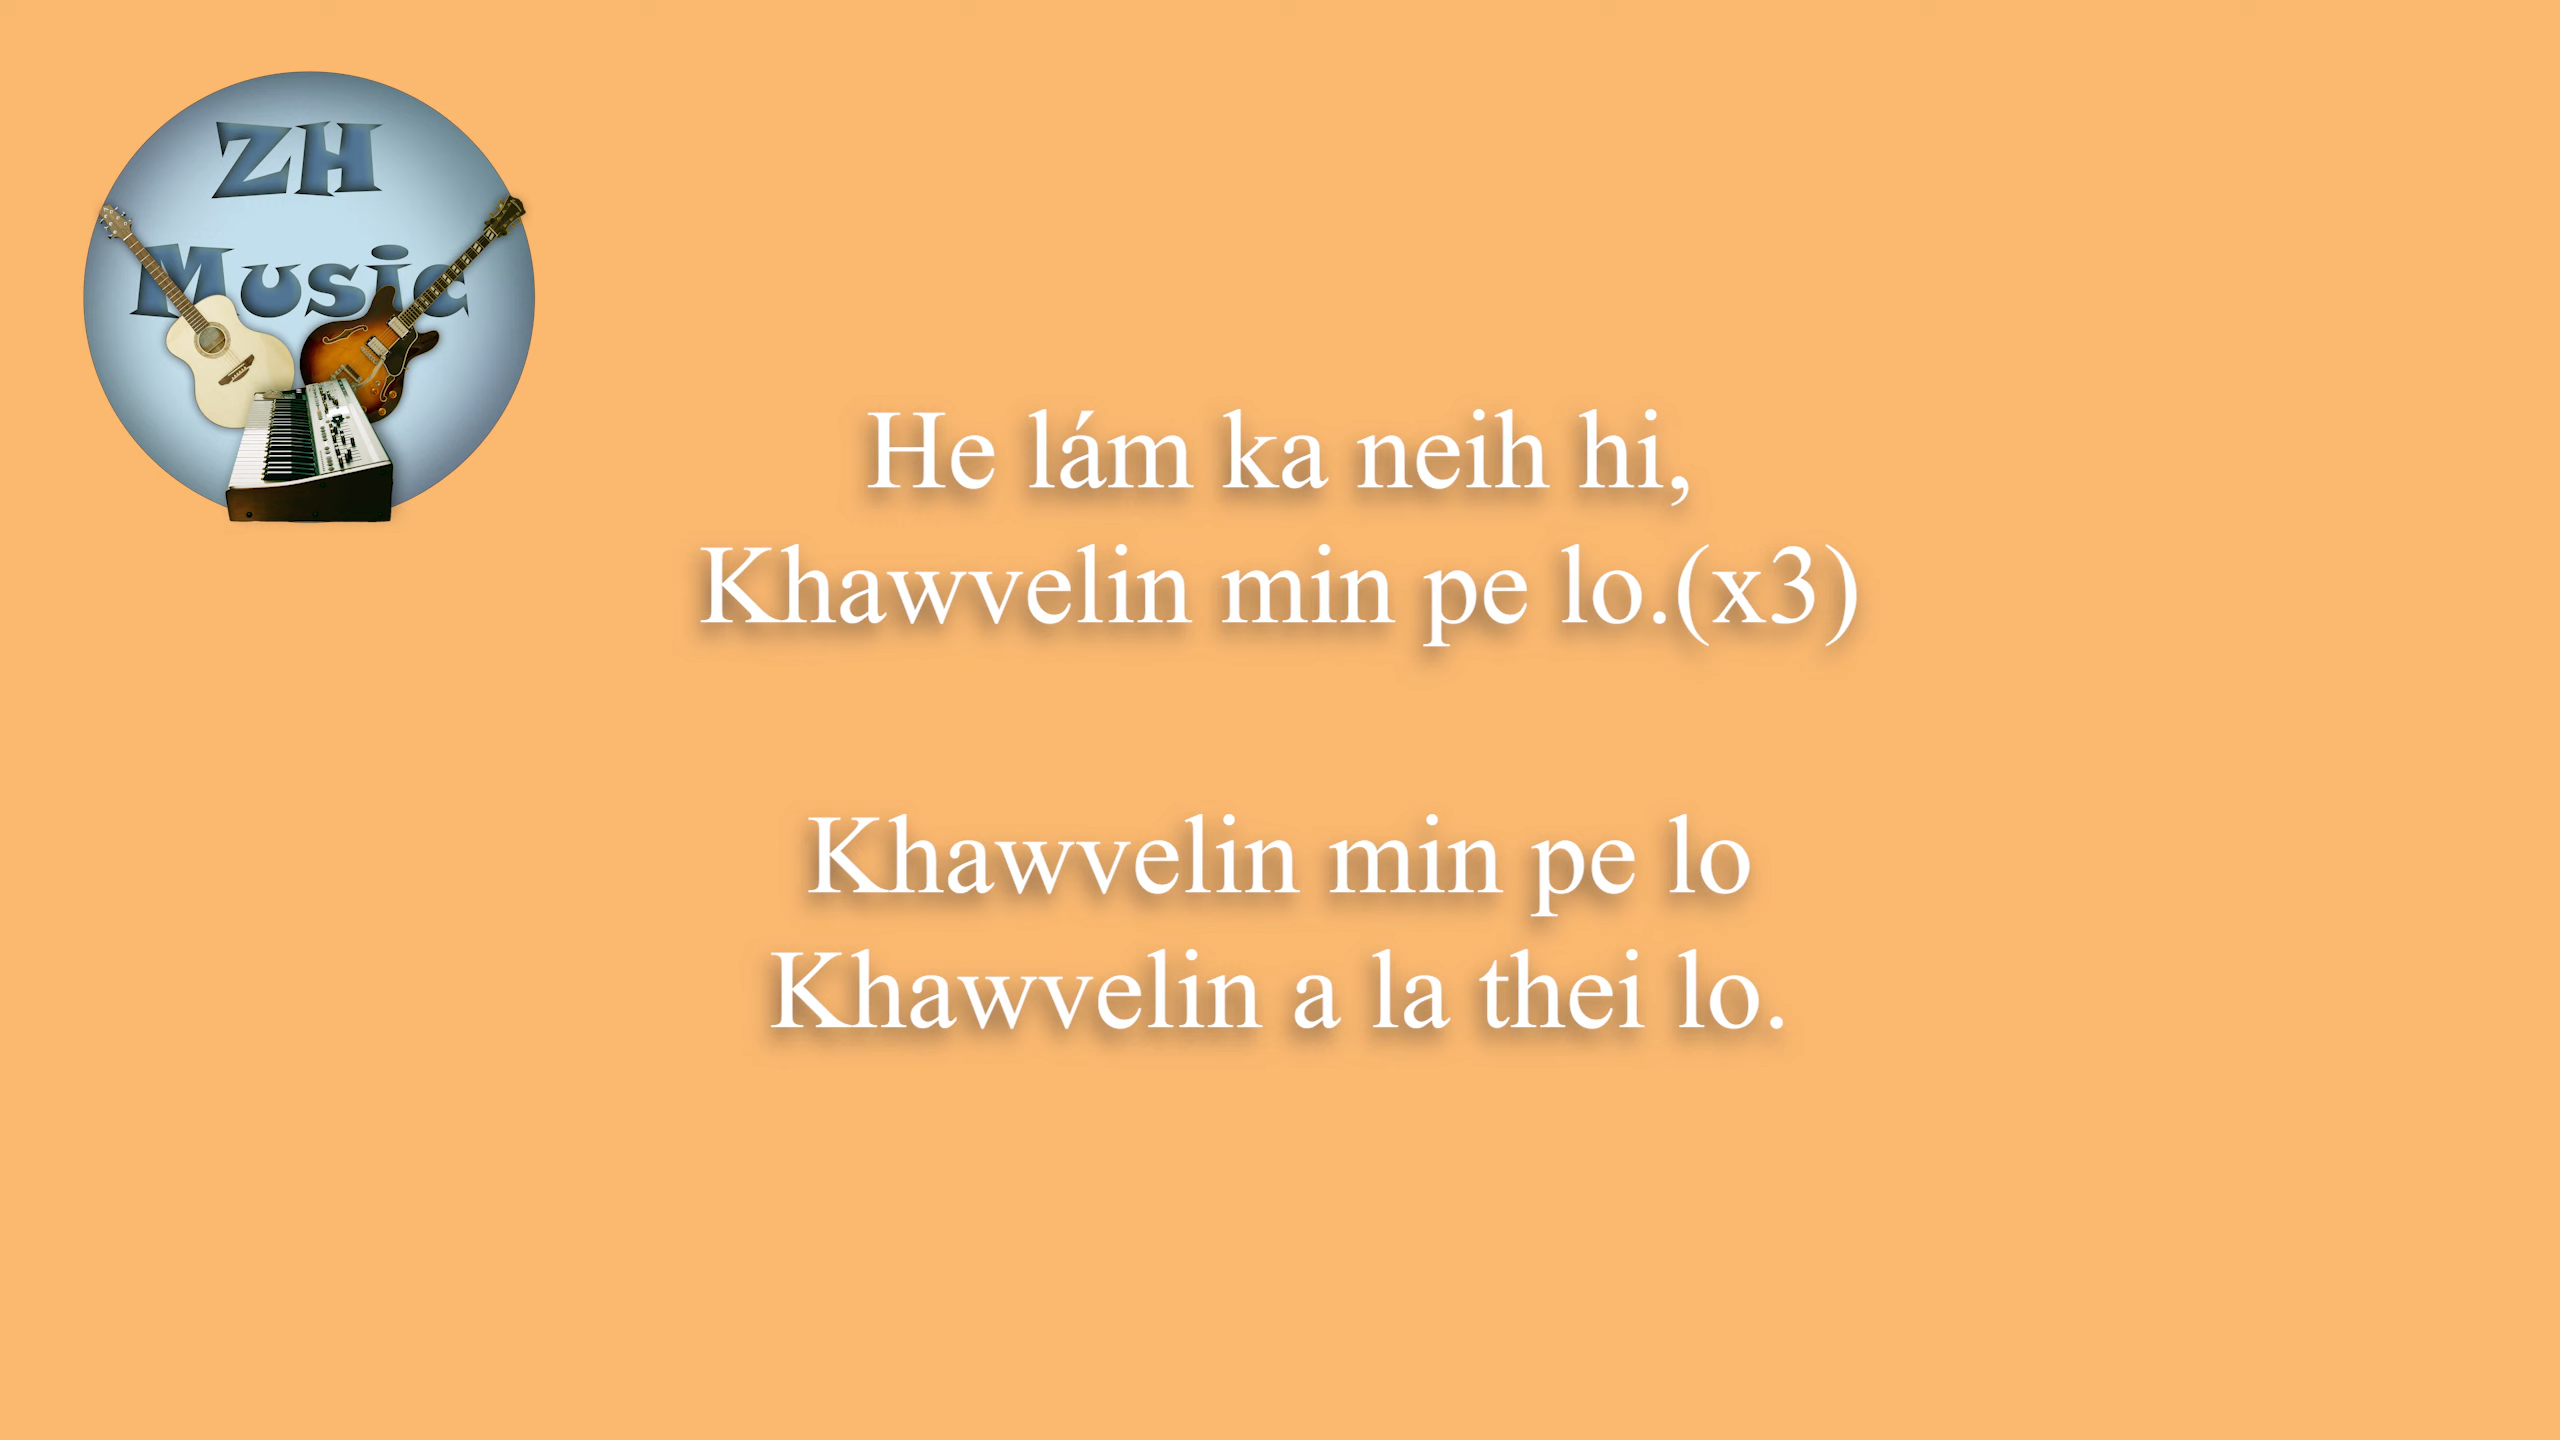 ZH
Music
He lám ka neih hi,
Khawvelin min pe lo.(x3)
Khawvelin min pe lo
Khawvelin a la thei lo.